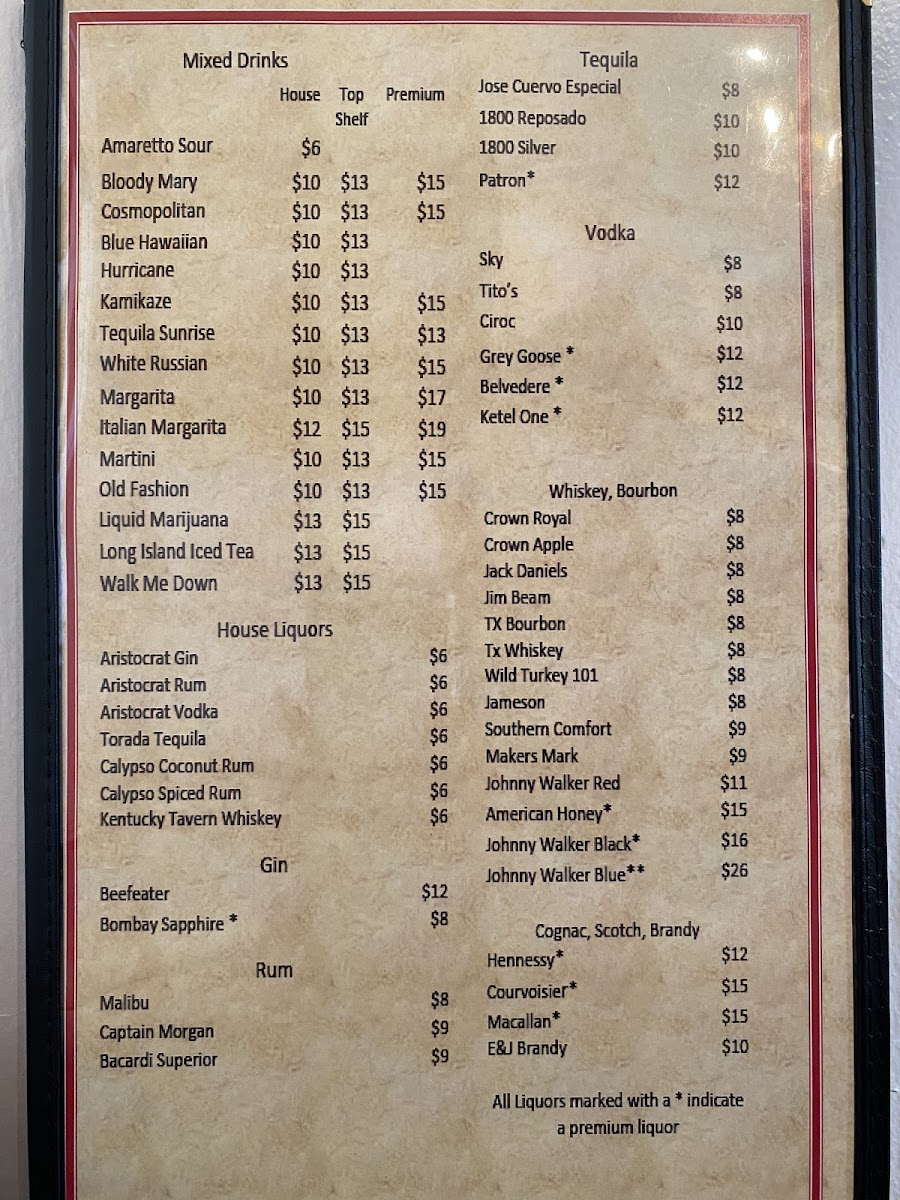 Mixed Drinks
House Top Premium
Shelf
Amaretto Sour $6
Bloody Mary $10 $13 $15
Cosmopolitan $10 $13 $15
Blue Hawaiian $10 $13
Hurricane $10 $13
Kamikaze $10 $13 $15
Tequila Sunrise $10 $13 $13
White Russian $10 $13 $15
Margarita $10 $13 $17
Italian Margarita $12 $15 $19
Martini $10 $13 $15
Old Fashion $10 $13 $15
Liquid Marijuana $13 $15
Long Island Iced Tea $13 $15
Walk Me Down $13 $15
House Liquors
Aristocrat Gin $6
Aristocrat Rum $6
Aristocrat Vodka $6
Torada Tequila $6
Calypso Coconut Rum $6
Calypso Spiced Rum $6
Kentucky Tavern Whiskey $6
Gin
Beefeater $12
Bombay Sapphire * $8
Rum
Malibu $8
Captain Morgan $9
Bacardi Superior $9
Tequila
Jose Cuervo Especial $8
1800 Reposado $10
1800 Silver $10
Patron* $12
Vodka
Sky $8
Tito's $8
Ciroc $10
Grey Goose * $12
Belvedere * $12
Ketel One * $12
Whiskey, Bourbon
Crown Royal $8
Crown Apple $8
Jack Daniels $8
Jim Beam $8
TX Bourbon $8
Tx Whiskey $8
Wild Turkey 101 $8
Jameson $8
Southern Comfort $9
Makers Mark $9
Johnny Walker Red $11
American Honey* $15
Johnny Walker Black* $16
Johnny Walker Blue** $26
Cognac, Scotch, Brandy
Hennessy* $12
Courvoisier* $15
Macallan* $15
E&J Brandy $10
All Liquors marked with a * indicate
a premium liquor